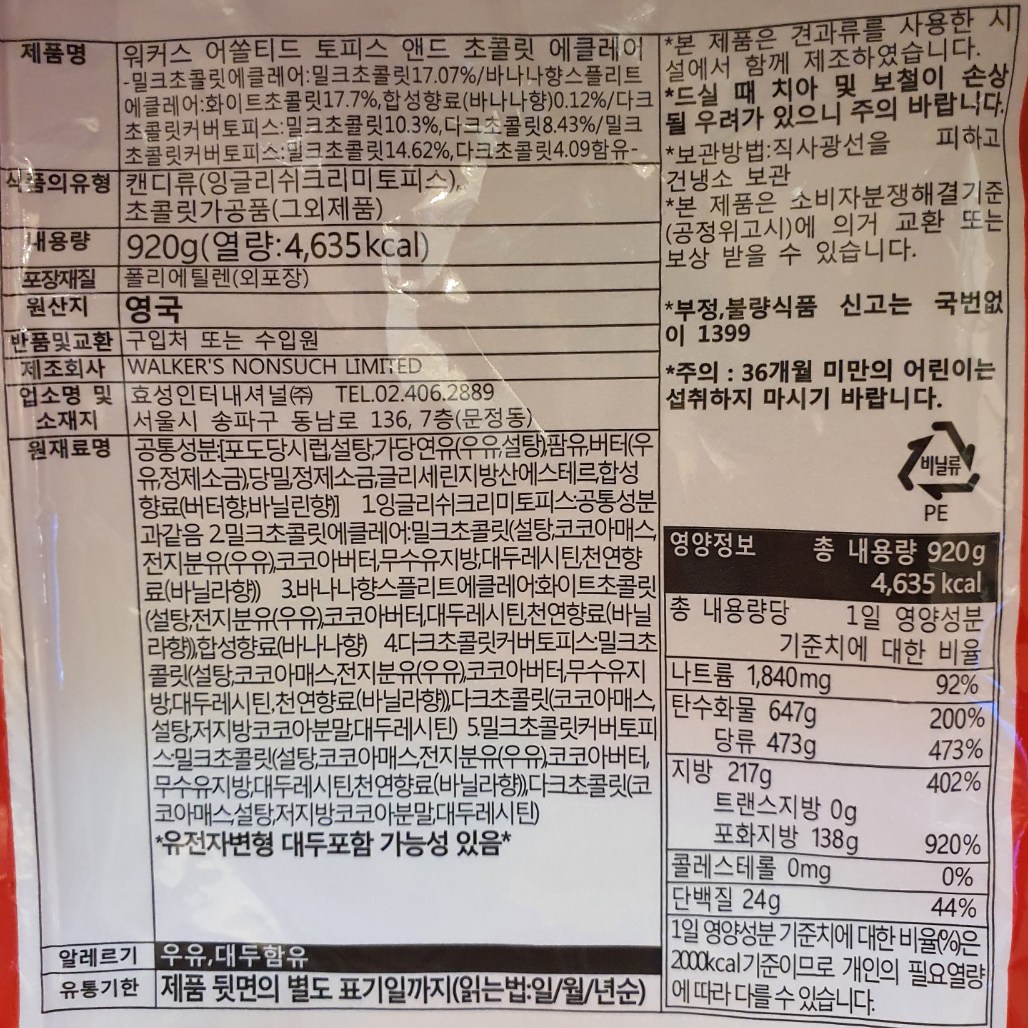 제품명 워커스 어쏠티드 토피스 앤드 초콜릿 에클레어
-밀크초콜릿에클레어:밀크초콜릿17.07%/바나나향스플리트
에클레어:화이트초콜릿17.7%,합성향료(바나나향)0.12%/다크
초콜릿커버토피스:밀크초콜릿10.3%,다크초콜릿8.43%/밀크
초콜릿커버토피스:밀크초콜릿14.62%,다크초콜릿4.09함유-
식품의유형 캔디류(잉글리쉬크리미토피스),
초콜릿가공품(그외제품)
내용량 920g(열량:4,635kcal)
포장재질 폴리에틸렌(외포장)
원산지 영국
반품및교환 구입처 또는 수입원
제조회사 WALKER'S NONSUCH LIMITED
업소명 및 효성인터내셔널㈜ TEL.02.406.2889
소재지 서울시 송파구 동남로 136, 7층(문정동)
원재료명 공통성분:[포도당시럽,설탕,가당연유(우유,설탕),팜유,버터(우
유,정제소금),당밀,정제소금,글리세린지방산에스테르,합성
향료(버터향,바닐린향)] 1.잉글리쉬크리미토피스:공통성분
과같음 2.밀크초콜릿에클레어:밀크초콜릿(설탕,코코아매스,
전지분유(우유),코코아버터,무수유지방,대두레시틴,천연향
료(바닐라향)) 3.바나나향스플리트에클레어:화이트초콜릿
(설탕,전지분유(우유),코코아버터,대두레시틴,천연향료(바닐
라향)),합성향료(바나나향) 4.다크초콜릿커버토피스:밀크초
콜릿(설탕,코코아매스,전지분유(우유),코코아버터,무수유지
방,대두레시틴,천연향료(바닐라향)),다크초콜릿(코코아매스,
설탕,저지방코코아분말,대두레시틴) 5.밀크초콜릿커버토피
스:밀크초콜릿(설탕,코코아매스,전지분유(우유),코코아버터,
무수유지방,대두레시틴,천연향료(바닐라향)),다크초콜릿(코
코아매스,설탕,저지방코코아분말,대두레시틴)
*유전자변형 대두포함 가능성 있음*
알레르기 우유,대두함유
유통기한 제품 뒷면의 별도 표기일까지(읽는법:일/월/년순)
*본 제품은 견과류를 사용한 시
설에서 함께 제조하였습니다.
*드실 때 치아 및 보철이 손상
될 우려가 있으니 주의 바랍니다.
*보관방법:직사광선을 피하고
건냉소 보관
*본 제품은 소비자분쟁해결기준
(공정위고시)에 의거 교환 또는
보상 받을 수 있습니다.
*부정,불량식품 신고는 국번없
이 1399
*주의 : 36개월 미만의 어린이는
섭취하지 마시기 바랍니다.
비닐류
PE
영양정보 총 내용량 920g
4,635 kcal
총 내용량당 1일 영양성분
기준치에 대한 비율
나트륨 1,840mg 92%
탄수화물 647g 200%
당류 473g 473%
지방 217g 402%
트랜스지방 0g
포화지방 138g 920%
콜레스테롤 0mg 0%
단백질 24g 44%
1일 영양성분 기준치에 대한 비율(%)은
2000kcal기준이므로 개인의 필요열량
에 따라 다를 수 있습니다.